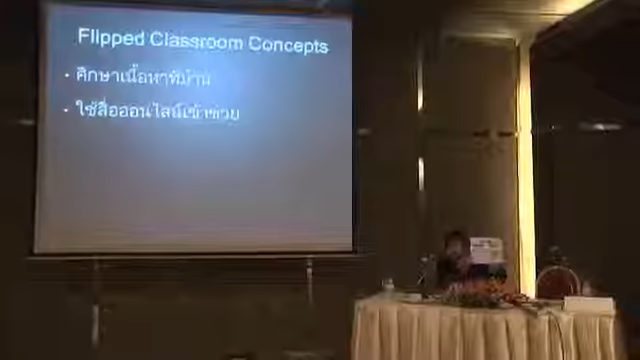 Flipped Classroom Concepts
• ศึกษาเนื้อหาที่บ้าน
• ใช้สื่อออนไลน์เข้าช่วย